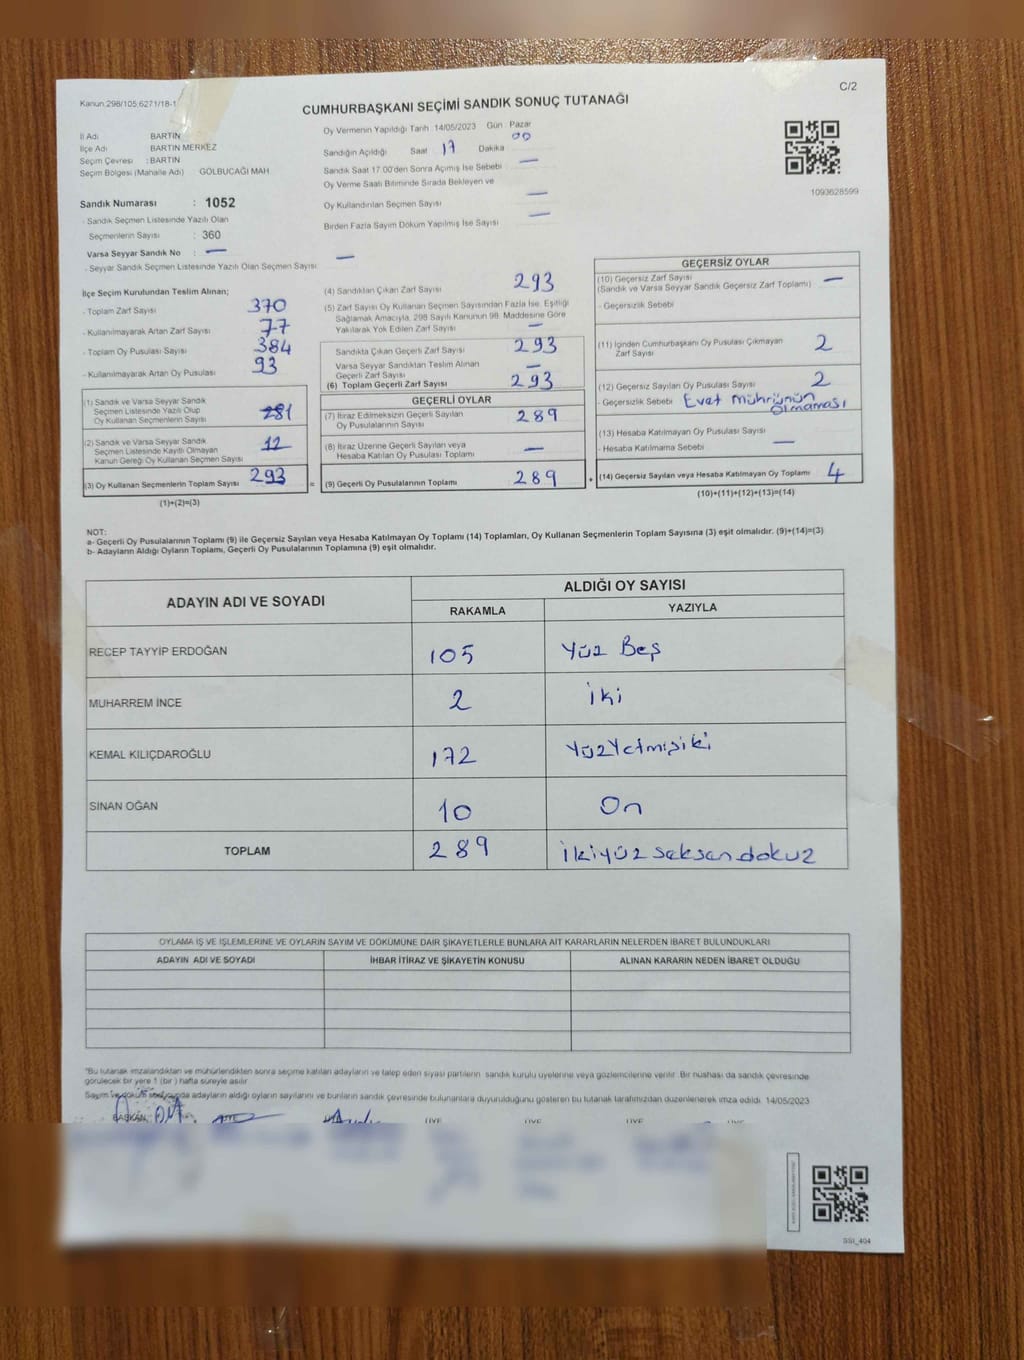 C/2
Kanun 298/105;6271/18-1
CUMHURBAŞKANI SEÇİMİ SANDIK SONUÇ TUTANAĞI
İl Adı BARTIN
İlçe Adı BARTIN MERKEZ
Seçim Çevresi : BARTIN
Seçim Bölgesi (Mahalle Adı) GÖLBUCAĞI MAH
Sandık Numarası : 1052
- Sandık Seçmen Listesinde Yazılı Olan
Seçmenlerin Sayısı : 360
Varsa Seyyar Sandık No : —
- Seyyar Sandık Seçmen Listesinde Yazılı Olan Seçmen Sayısı —
Oy Vermenin Yapıldığı Tarih 14/05/2023 Gün Pazar
Sandığın Açıldığı Saat 17 Dakika 00
Sandık Saat 17.00'den Sonra Açımış İse Sebebi —
Oy Verme Saati Bitiminde Sırada Bekleyen ve
Oy Kullandırılan Seçmen Sayısı —
Birden Fazla Sayım Döküm Yapılmış İse Sayısı —
1093628599
İlçe Seçim Kurulundan Teslim Alınan;
- Toplam Zarf Sayısı 370
- Kullanılmayarak Artan Zarf Sayısı 77
- Toplam Oy Pusulası Sayısı 384
- Kullanılmayarak Artan Oy Pusulası 93
(1) Sandık ve Varsa Seyyar Sandık
Seçmen Listesinde Yazılı Olup
Oy Kullanan Seçmenlerin Sayısı 281
(2) Sandık ve Varsa Seyyar Sandık
Seçmen Listesinde Kayıtlı Olmayan
Kanun Gereği Oy Kullanan Seçmen Sayısı 12
(3) Oy Kullanan Seçmenlerin Toplam Sayısı 293
(1)+(2)=(3)
(4) Sandıktan Çıkan Zarf Sayısı 293
(5) Zarf Sayısı Oy Kullanan Seçmen Sayısından Fazla İse, Eşitliği
Sağlamak Amacıyla, 298 Sayılı Kanunun 98. Maddesine Göre
Yakılarak Yok Edilen Zarf Sayısı —
Sandıkta Çıkan Geçerli Zarf Sayısı 293
Varsa Seyyar Sandıktan Teslim Alınan
Geçerli Zarf Sayısı —
(6) Toplam Geçerli Zarf Sayısı 293
GEÇERLİ OYLAR
(7) İtiraz Edilmeksizin Geçerli Sayılan
Oy Pusulalarının Sayısı 289
(8) İtiraz Üzerine Geçerli Sayılan veya
Hesaba Katılan Oy Pusulası Toplamı —
(9) Geçerli Oy Pusulalarının Toplamı 289
GEÇERSİZ OYLAR
(10) Geçersiz Zarf Sayısı —
(Sandık ve Varsa Seyyar Sandık Geçersiz Zarf Toplamı)
- Geçersizlik Sebebi
(11) İçinden Cumhurbaşkanı Oy Pusulası Çıkmayan
Zarf Sayısı 2
(12) Geçersiz Sayılan Oy Pusulası Sayısı 2
- Geçersizlik Sebebi Evet mührünün
olmaması
(13) Hesaba Katılmayan Oy Pusulası Sayısı
- Hesaba Katılmama Sebebi —
(14) Geçersiz Sayılan veya Hesaba Katılmayan Oy Toplamı 4
(10)+(11)+(12)+(13)=(14)
NOT:
a- Geçerli Oy Pusulalarının Toplamı (9) ile Geçersiz Sayılan veya Hesaba Katılmayan Oy Toplamı (14) Toplamları, Oy Kullanan Seçmenlerin Toplam Sayısına (3) eşit olmalıdır. (9)+(14)=(3)
b- Adayların Aldığı Oyların Toplamı, Geçerli Oy Pusulalarının Toplamına (9) eşit olmalıdır.
ADAYIN ADI VE SOYADI
ALDIĞI OY SAYISI
RAKAMLA YAZIYLA
RECEP TAYYİP ERDOĞAN 105 Yüz Beş
MUHARREM İNCE 2 İki
KEMAL KILIÇDAROĞLU 172 Yüzyetmişiki
SİNAN OĞAN 10 On
TOPLAM 289 İkiyüz seksen dokuz
OYLAMA İŞ VE İŞLEMLERİNE VE OYLARIN SAYIM VE DÖKÜMÜNE DAİR ŞİKAYETLERLE BUNLARA AİT KARARLARIN NELERDEN İBARET BULUNDUKLARI
ADAYIN ADI VE SOYADI İHBAR İTİRAZ VE ŞİKAYETİN KONUSU ALINAN KARARIN NEDEN İBARET OLDUĞU
"Bu tutanak imzalandıktan ve mühürlendikten sonra seçime katılan adayların ve talep eden siyasi partilerin sandık kurulu üyelerine veya gözlemcilerine verilir. Bir nüshası da sandık çevresinde
görülecek bir yere 1 (bir) hafta süreyle asılır.
Sayım ve döküm sonucunda adayların aldığı oyların sayılarını ve bunların sandık çevresinde bulunanlara duyurulduğunu gösteren bu tutanak tarafımızdan düzenlenerek imza edildi. 14/05/2023
BAŞKAN ÜYE ÜYE ÜYE ÜYE ÜYE
SSİ_404